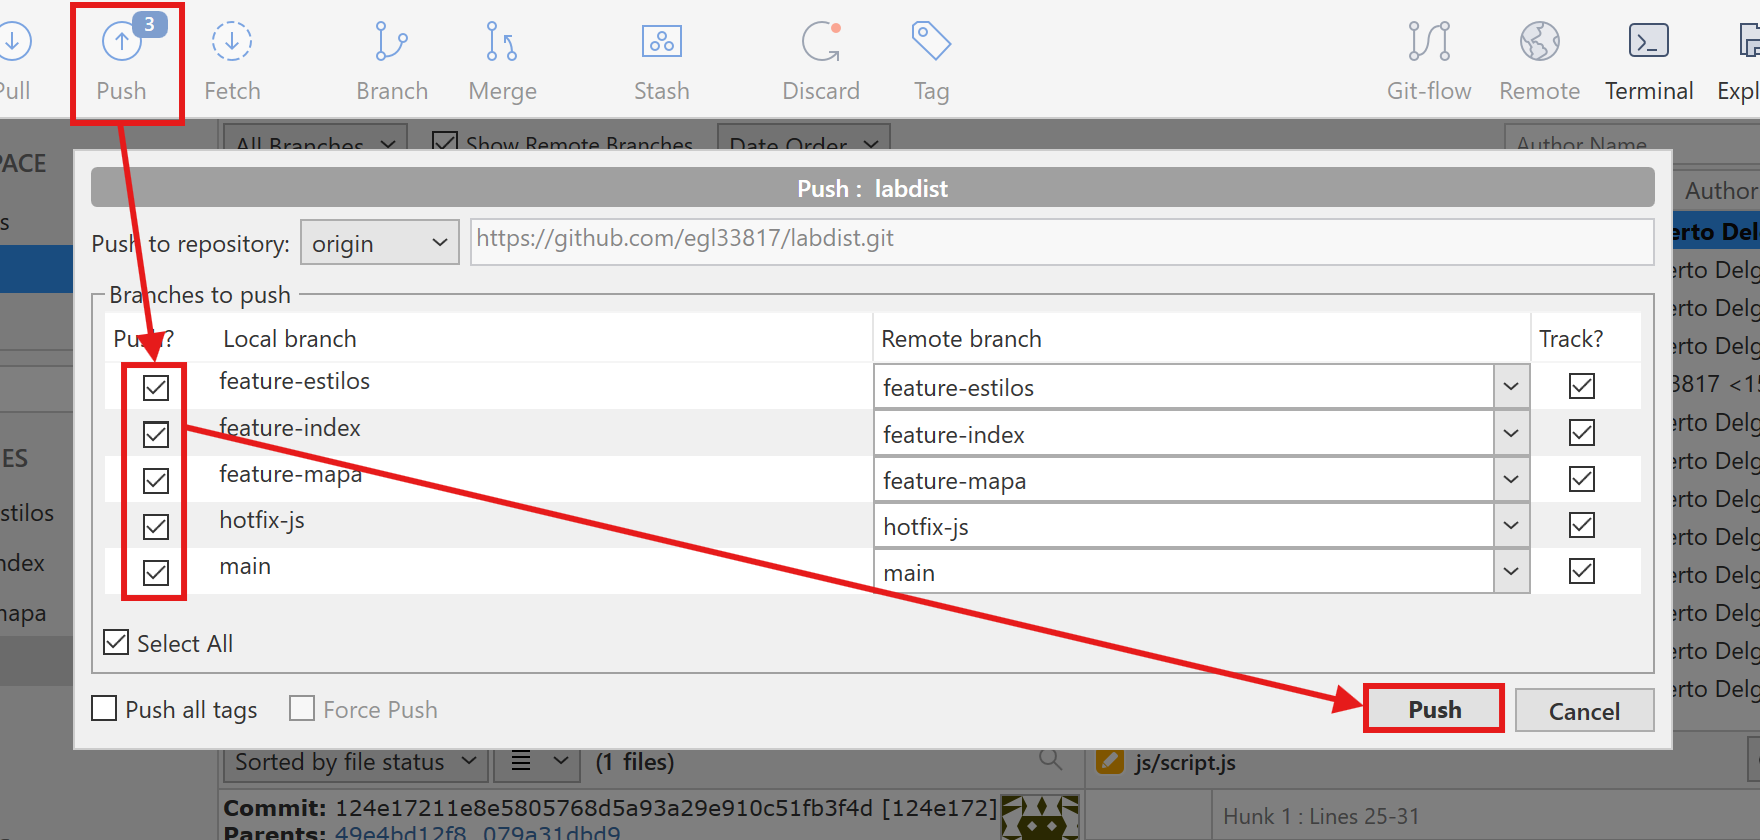 3
Pull Push Fetch Branch Merge Stash Discard Tag Git-flow Remote Terminal Expl
All Branches Show Remote Branches Date Order Author Name
PACE
Author
Push : labdist
s
Push to repository: origin https://github.com/egl33817/labdist.git
erto Del
erto Delg
Branches to push
erto Delg
Push? Local branch Remote branch Track?
erto Delg
feature-estilos feature-estilos
3817 <15
feature-index feature-index
erto Delg
ES
feature-mapa feature-mapa
erto Delg
stilos
hotfix-js hotfix-js
erto Delg
erto Delg
ndex
main main
erto Delg
mapa
erto Delg
Select All
erto Delg
erto Delg
Push all tags Force Push Push Cancel
Sorted by file status (1 files) js/script.js
Commit: 124e17211e8e5805768d5a93a29e910c51fb3f4d [124e172]
Hunk 1 : Lines 25-31
Parents: 49e4bd12f8, 079a31dbd9